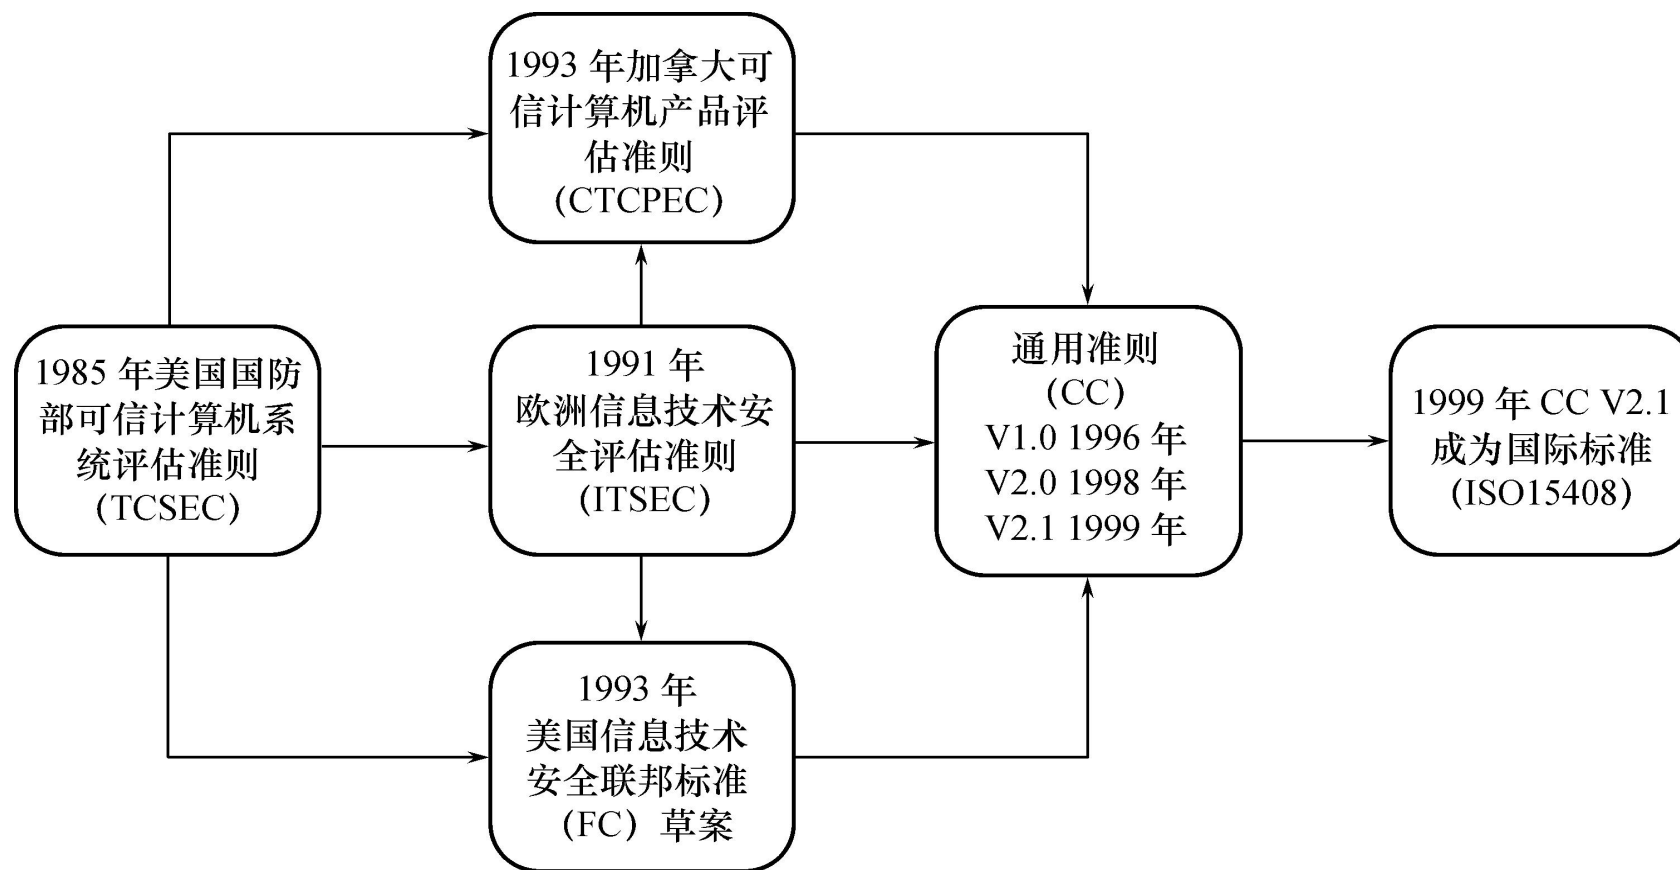 1993 年加拿大可
信计算机产品评
估准则
(CTCPEC)
1985 年美国国防
部可信计算机系
统评估准则
(TCSEC)
1991 年
欧洲信息技术安
全评估准则
(ITSEC)
通用准则
(CC)
V1.0 1996 年
V2.0 1998 年
V2.1 1999 年
1999 年 CC V2.1
成为国际标准
(ISO15408)
1993 年
美国信息技术
安全联邦标准
(FC) 草案